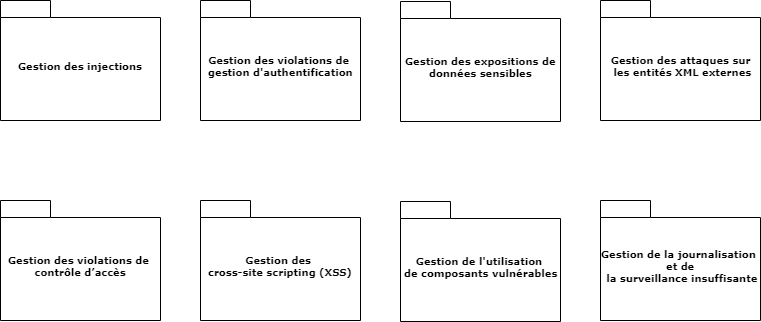 Gestion des injections
Gestion des violations de
gestion d'authentification
Gestion des expositions de
données sensibles
Gestion des attaques sur
les entités XML externes
Gestion des violations de
contrôle d’accès
Gestion des
cross-site scripting (XSS)
Gestion de l'utilisation
de composants vulnérables
Gestion de la journalisation
et de
la surveillance insuffisante